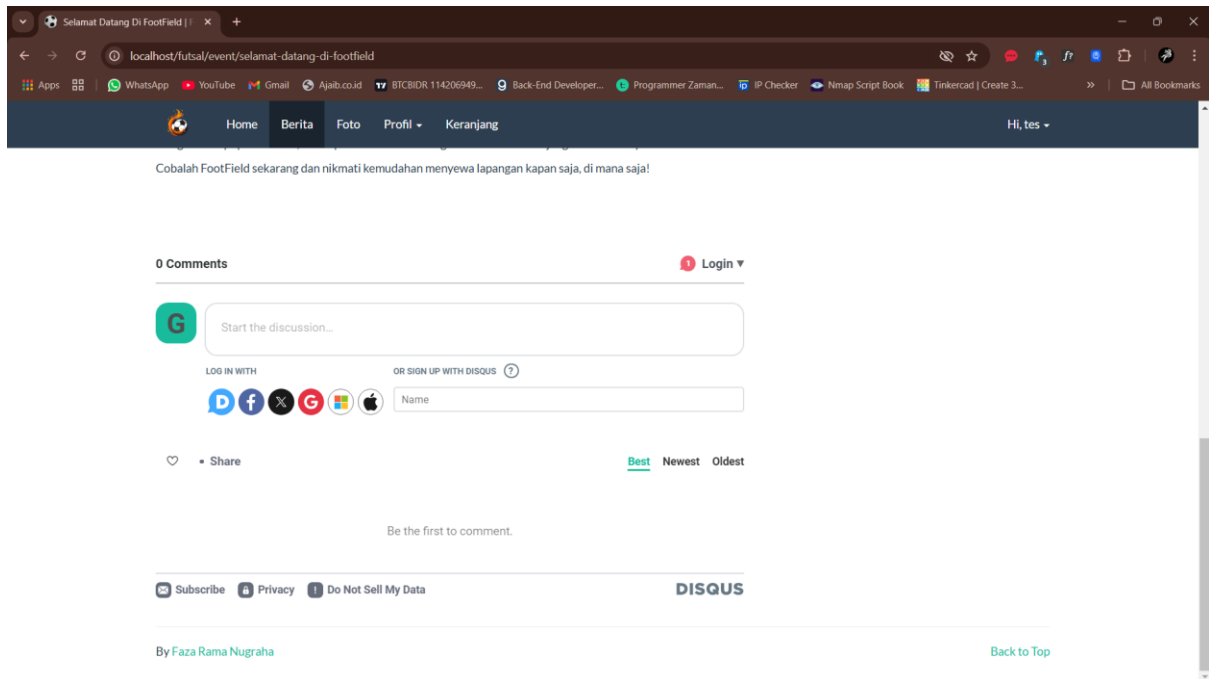 Selamat Datang Di FootField |
localhost/futsal/event/selamat-datang-di-footfield
Apps WhatsApp YouTube Gmail Ajaib.co.id BTCBIDR 114206949... Back-End Developer... Programmer Zaman... IP Checker Nmap Script Book Tinkercad | Create 3... » All Bookmarks
Home Berita Foto Profil Keranjang Hi, tes
Cobalah FootField sekarang dan nikmati kemudahan menyewa lapangan kapan saja, di mana saja!
0 Comments 1 Login
G Start the discussion...
LOG IN WITH OR SIGN UP WITH DISQUS ?
Name
• Share Best Newest Oldest
Be the first to comment.
Subscribe Privacy Do Not Sell My Data DISQUS
By Faza Rama Nugraha Back to Top